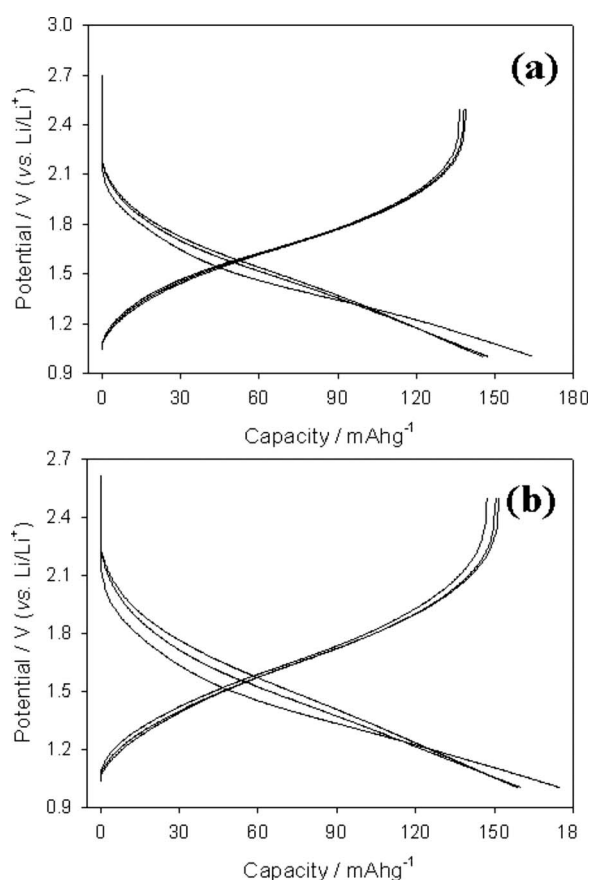 3.0
(a)
2.7
2.4
2.1
1.8
1.5
1.2
0.9
Potential / V (vs. Li/Li+)
0 30 60 90 120 150 180
Capacity / mAhg-1
2.7
(b)
2.4
2.1
1.8
1.5
1.2
0.9
Potential / V (vs. Li/Li+)
0 30 60 90 120 150 18
Capacity / mAhg-1